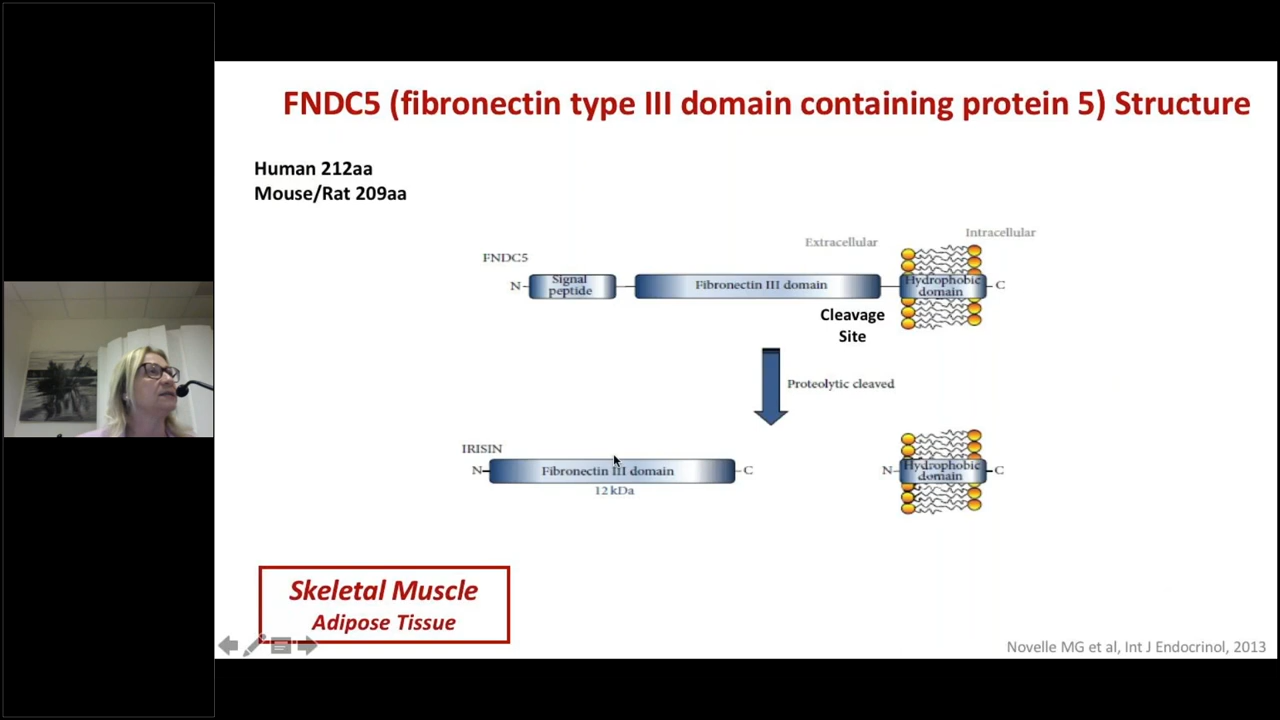 FNDC5 (fibronectin type III domain containing protein 5) Structure
Human 212aa
Mouse/Rat 209aa
Extracellular
Intracellular
FNDC5
N
Signal
peptide
Fibronectin III domain
Hydrophobic
domain
C
Cleavage
Site
Proteolytic cleaved
IRISIN
N
Fibronectin III domain
C
12 kDa
N
Hydrophobic
domain
C
Skeletal Muscle
Adipose Tissue
Novelle MG et al, Int J Endocrinol, 2013